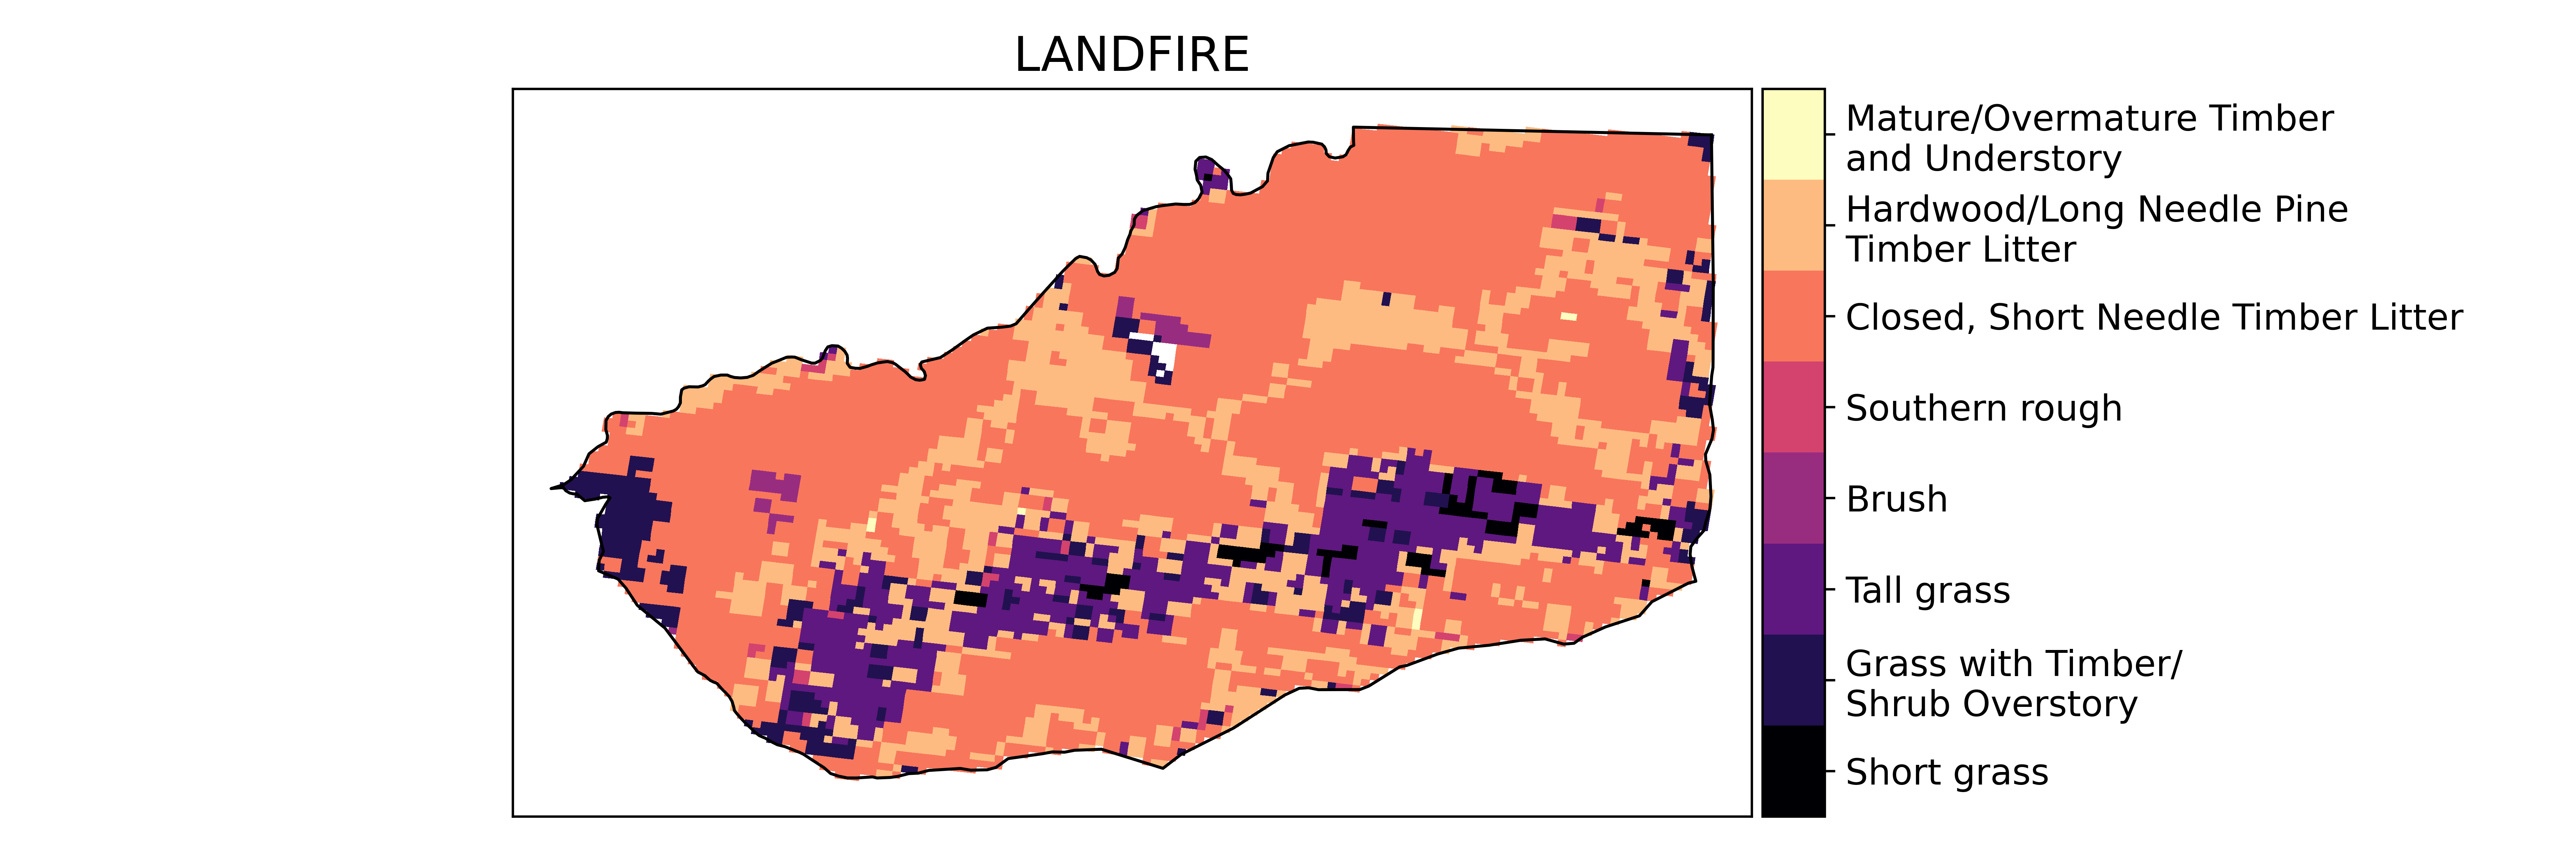 LANDFIRE
Mature/Overmature Timber
and Understory
Hardwood/Long Needle Pine
Timber Litter
Closed, Short Needle Timber Litter
Southern rough
Brush
Tall grass
Grass with Timber/
Shrub Overstory
Short grass